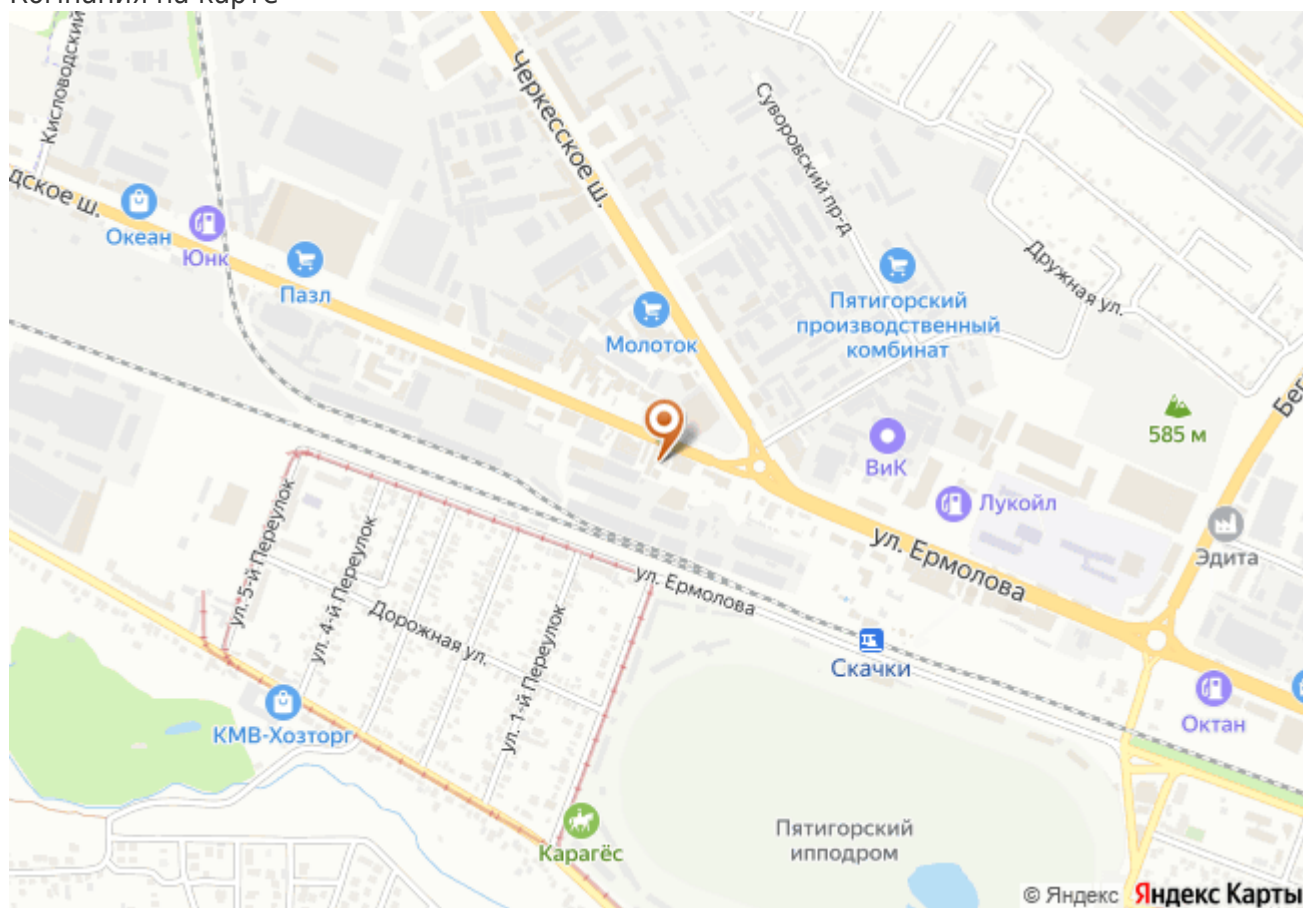 Компания на карте
Кисловодский
Черкесское ш.
Суворовский пр-д
дское ш.
Океан
Юнк
Пазл
Дружная ул.
Пятигорский
производственный
комбинат
Молоток
Бег
585 м
ВиК
Лукойл
Эдита
ул. Ермолова
ул. 5-й Переулок
ул. 4-й Переулок
Дорожная ул.
ул. 1-й Переулок
ул. Ермолова
Скачки
КМВ-Хозторг
Октан
Карагёс
Пятигорский
ипподром
© Яндекс Яндекс Карты